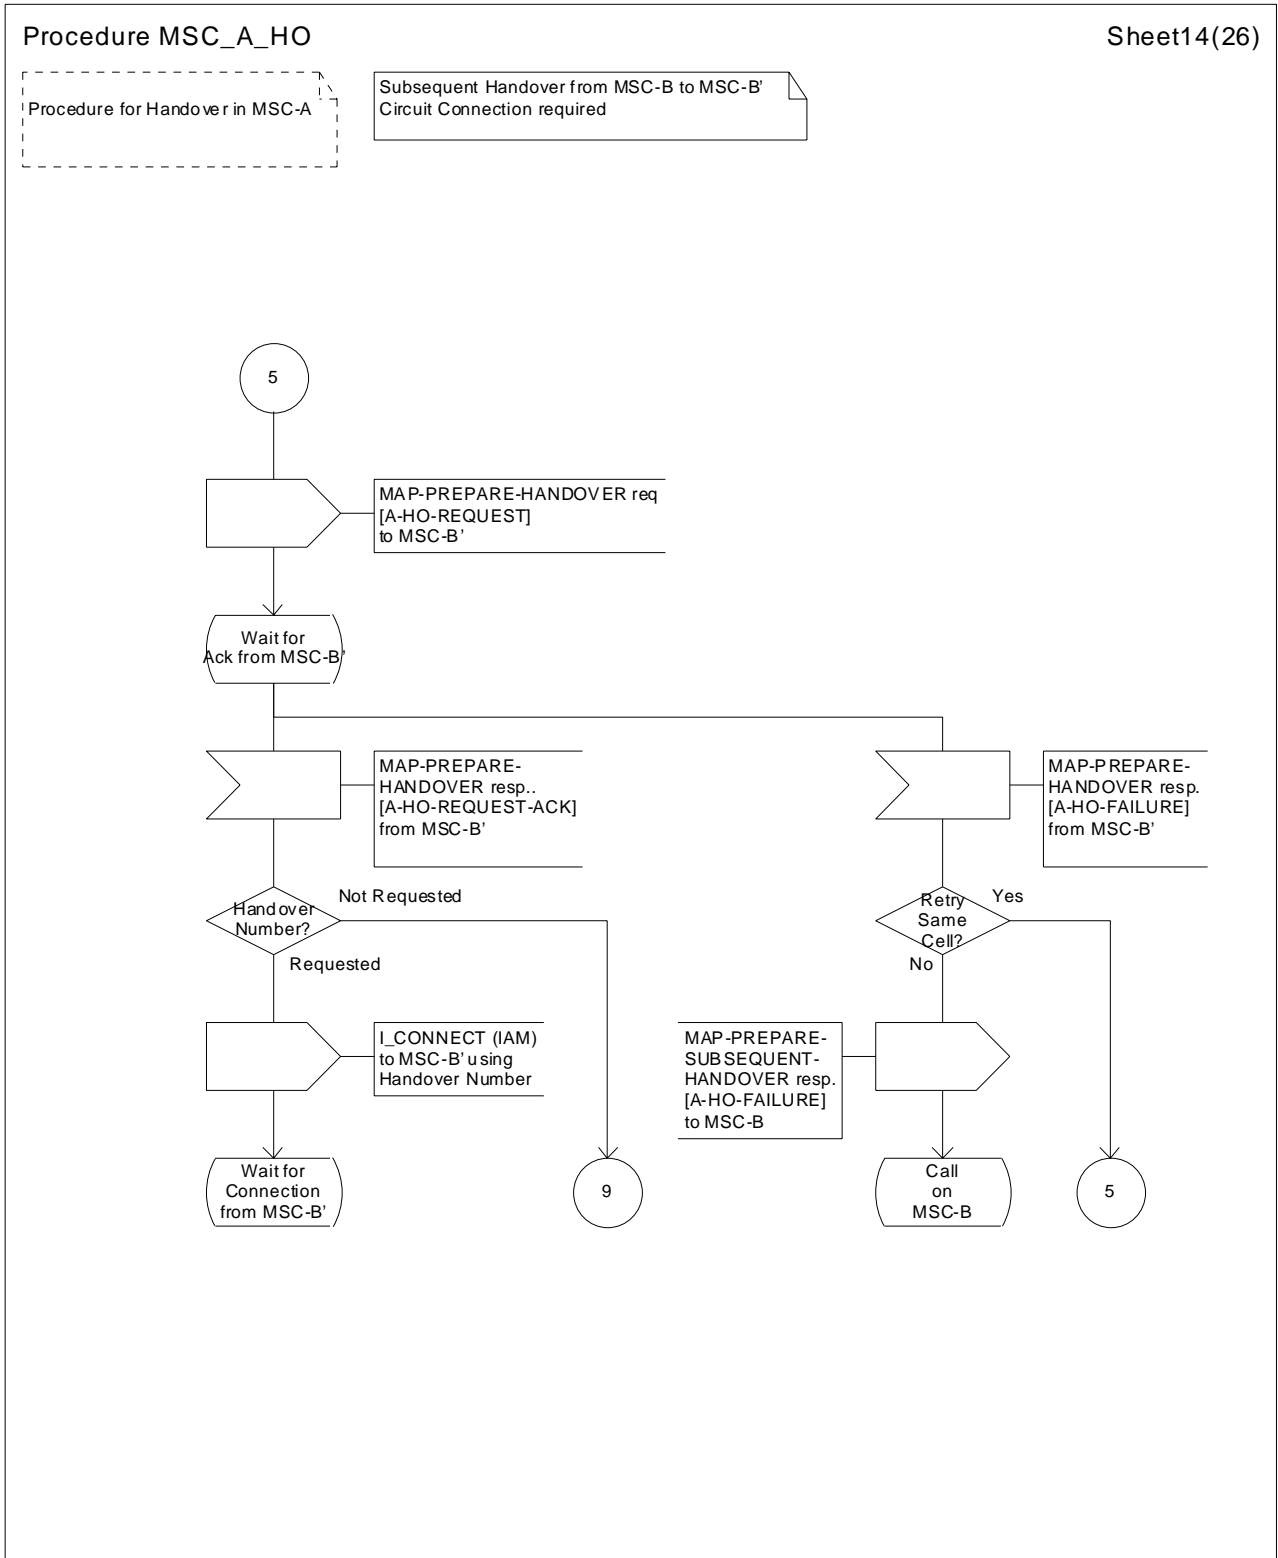 Procedure MSC_A_HO
Sheet14(26)
Procedure for Handover in MSC-A
Subsequent Handover from MSC-B to MSC-B’
Circuit Connection required
5
MAP-PREPARE-HANDOVER req
[A-HO-REQUEST]
to MSC-B’
Wait for
Ack from MSC-B’
MAP-PREPARE-
HANDOVER resp..
[A-HO-REQUEST-ACK]
from MSC-B’
MAP-PREPARE-
HANDOVER resp.
[A-HO-FAILURE]
from MSC-B’
Handover
Number?
Not Requested
Requested
Retry
Same
Cell?
Yes
No
I_CONNECT (IAM)
to MSC-B’ using
Handover Number
MAP-PREPARE-
SUBSEQUENT-
HANDOVER resp.
[A-HO-FAILURE]
to MSC-B
Wait for
Connection
from MSC-B’
9
Call
on
MSC-B
5